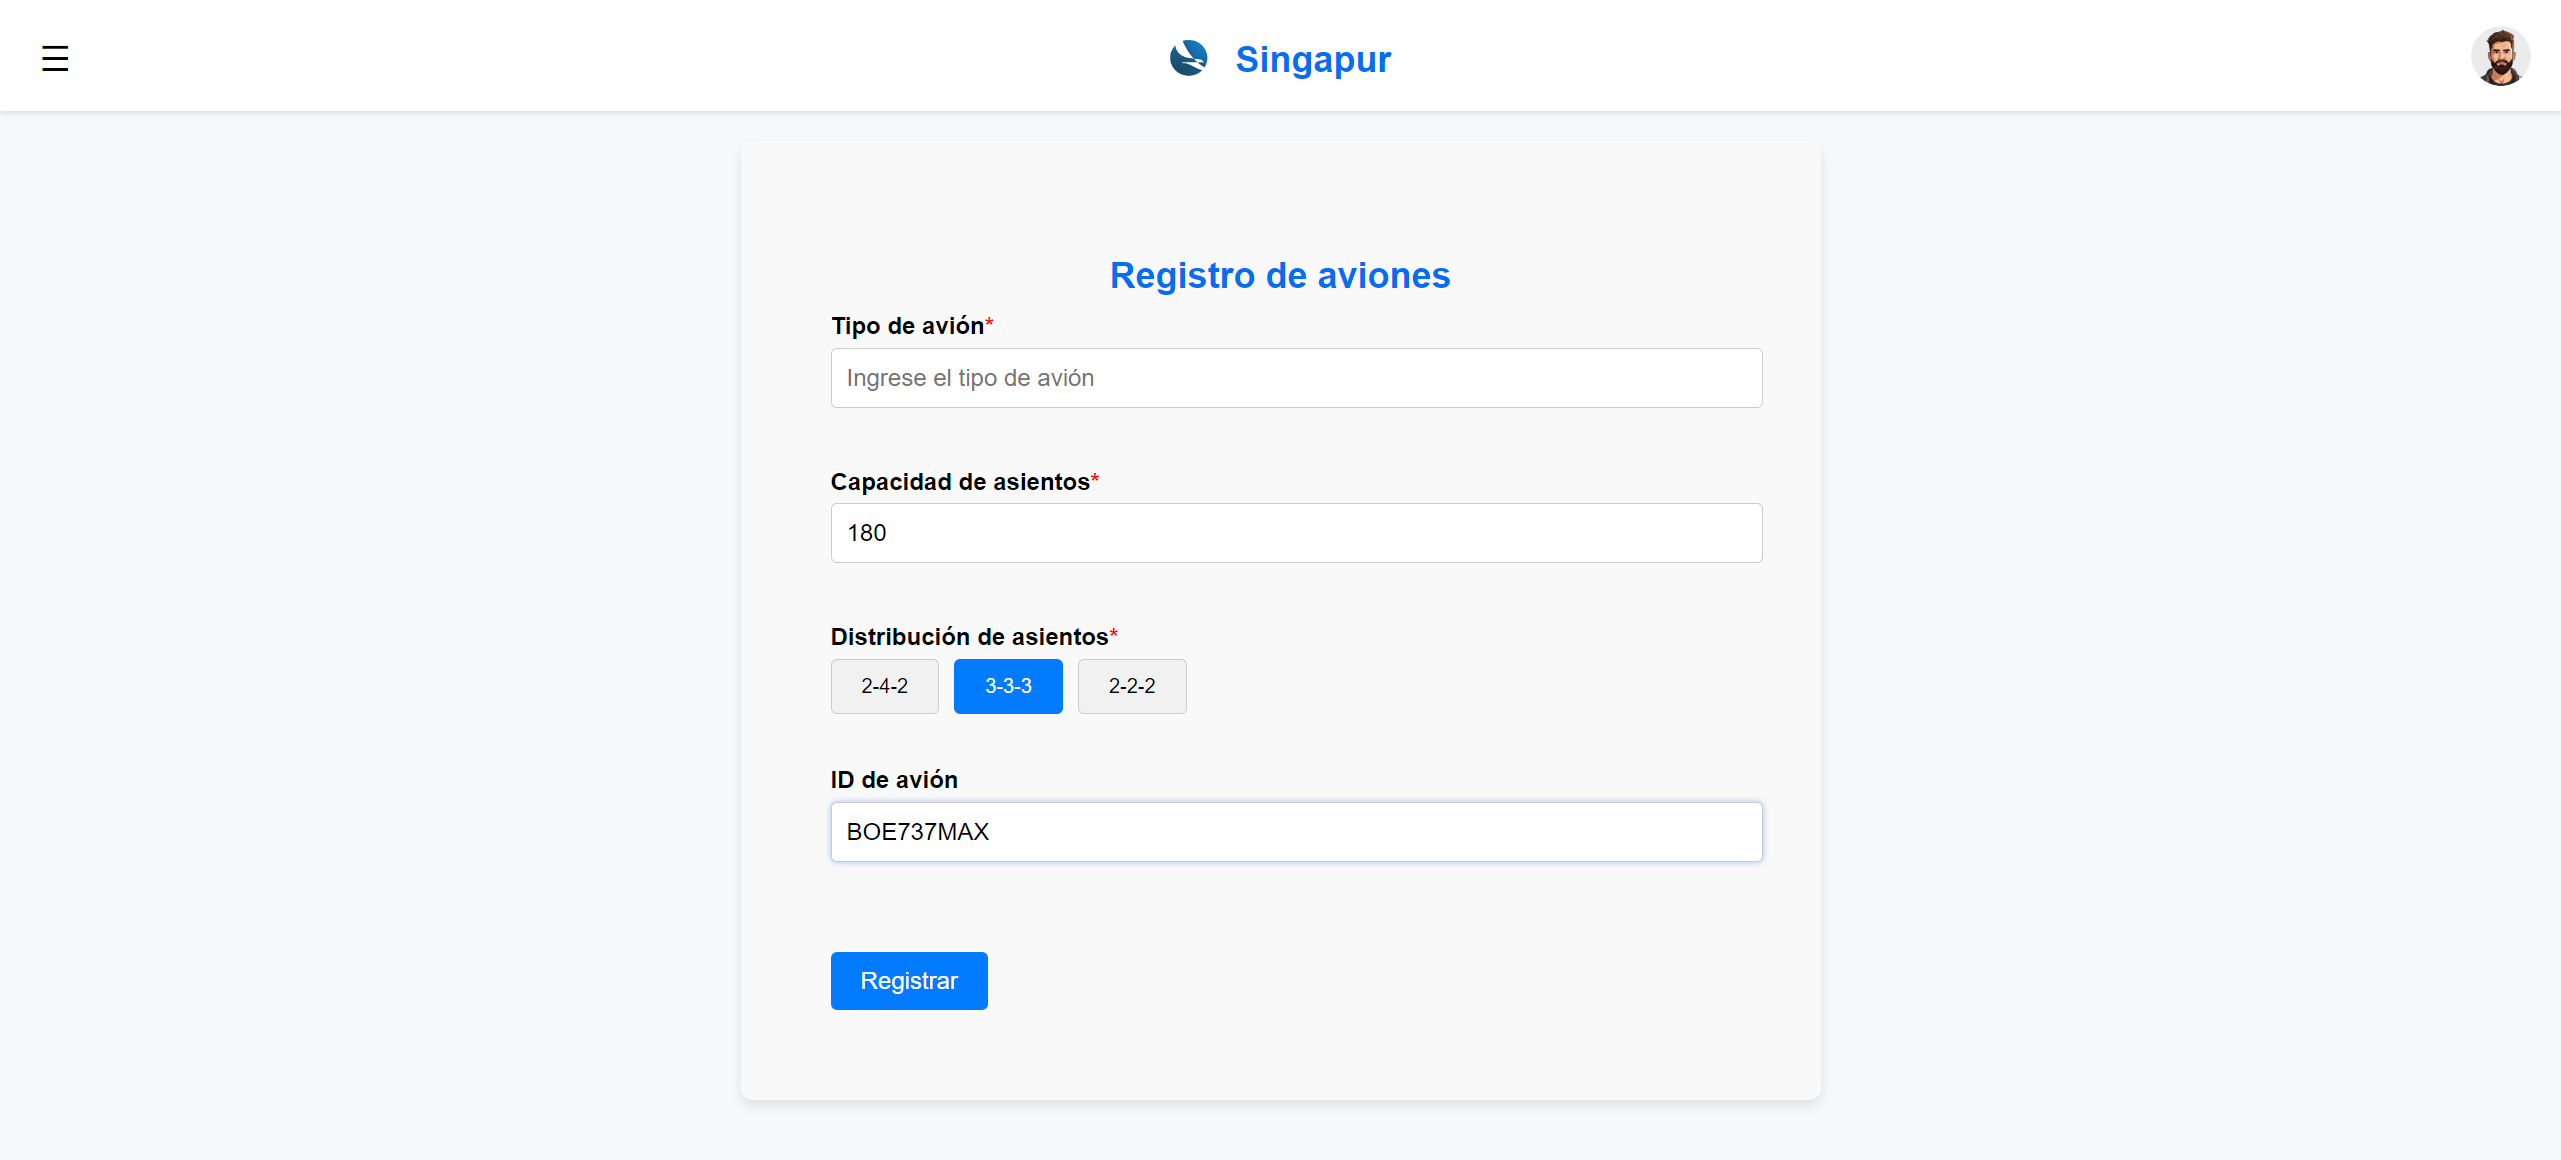 ☰
Singapur
Registro de aviones
Tipo de avión*
Ingrese el tipo de avión
Capacidad de asientos*
180
Distribución de asientos*
2-4-2 3-3-3 2-2-2
ID de avión
BOE737MAX
Registrar